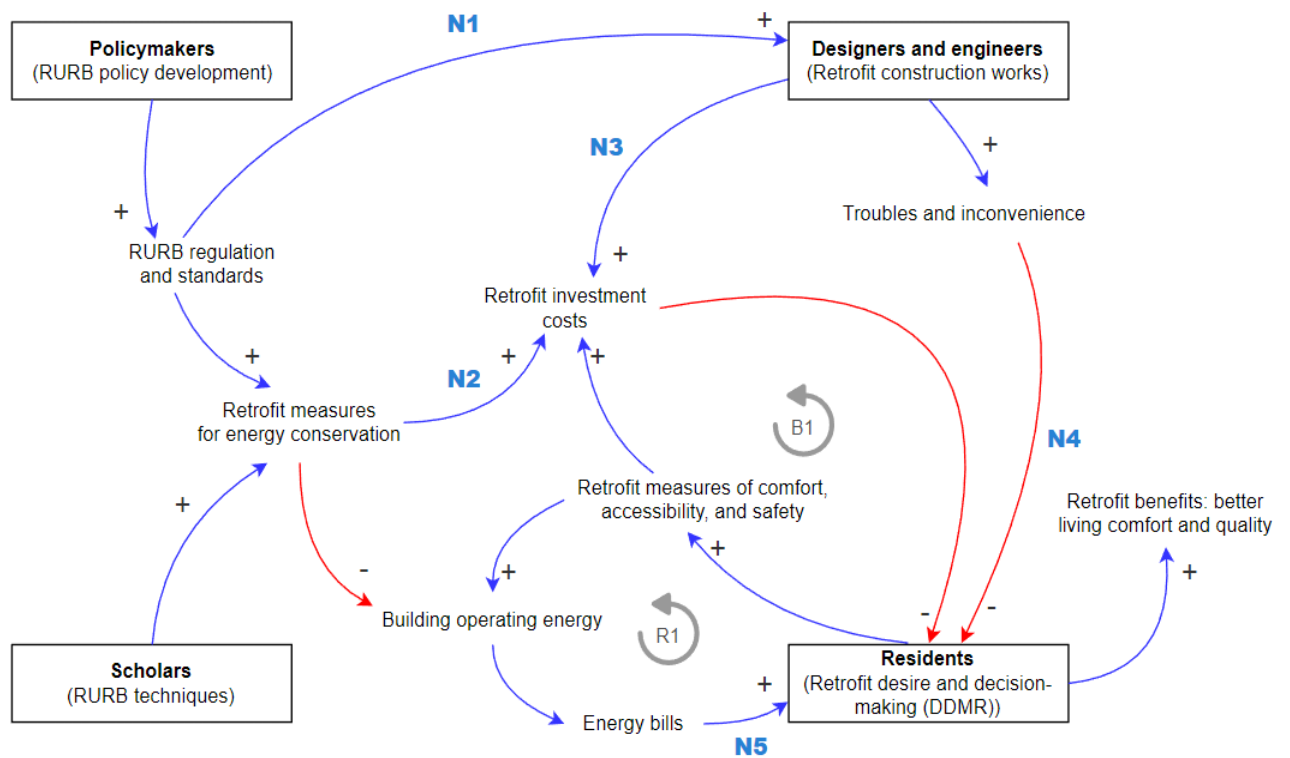 N1
+
Policymakers
(RURB policy development)
Designers and engineers
(Retrofit construction works)
N3
+
+
Troubles and inconvenience
RURB regulation
and standards
+
Retrofit investment
costs
+
+
+
N2
Retrofit measures
for energy conservation
B1
N4
+
Retrofit measures of comfort,
accessibility, and safety
Retrofit benefits: better
living comfort and quality
+
-
+
+
Building operating energy
R1
-
-
Scholars
(RURB techniques)
Residents
(Retrofit desire and decision-
making (DDMR))
+
Energy bills
N5